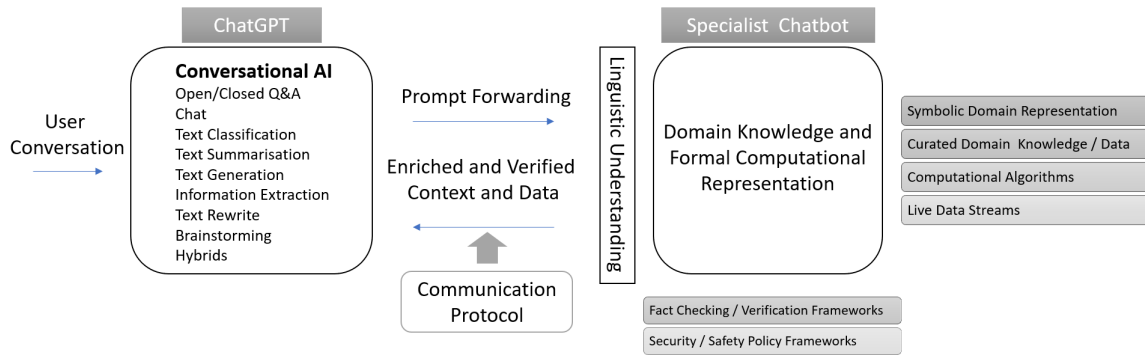 ChatGPT
Conversational AI
Open/Closed Q&A
Chat
Text Classification
Text Summarisation
Text Generation
Information Extraction
Text Rewrite
Brainstorming
Hybrids
User
Conversation
Prompt Forwarding
Enriched and Verified
Context and Data
Communication
Protocol
Specialist Chatbot
Linguistic Understanding
Domain Knowledge and
Formal Computational
Representation
Symbolic Domain Representation
Curated Domain Knowledge / Data
Computational Algorithms
Live Data Streams
Fact Checking / Verification Frameworks
Security / Safety Policy Frameworks